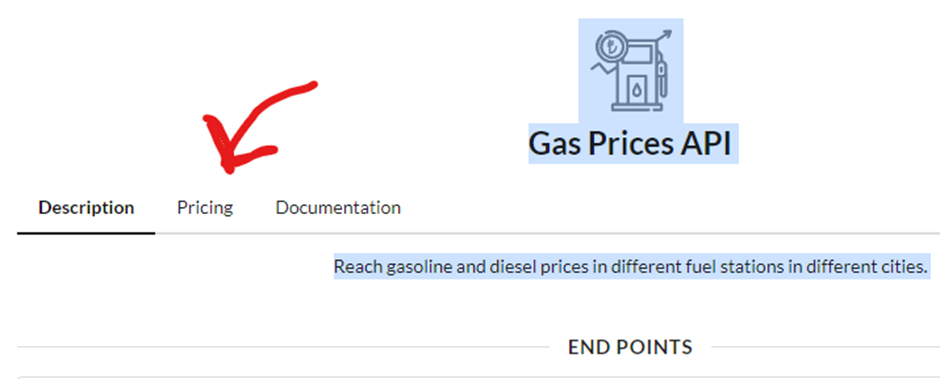 Gas Prices API
Description Pricing Documentation
Reach gasoline and diesel prices in different fuel stations in different cities.
END POINTS